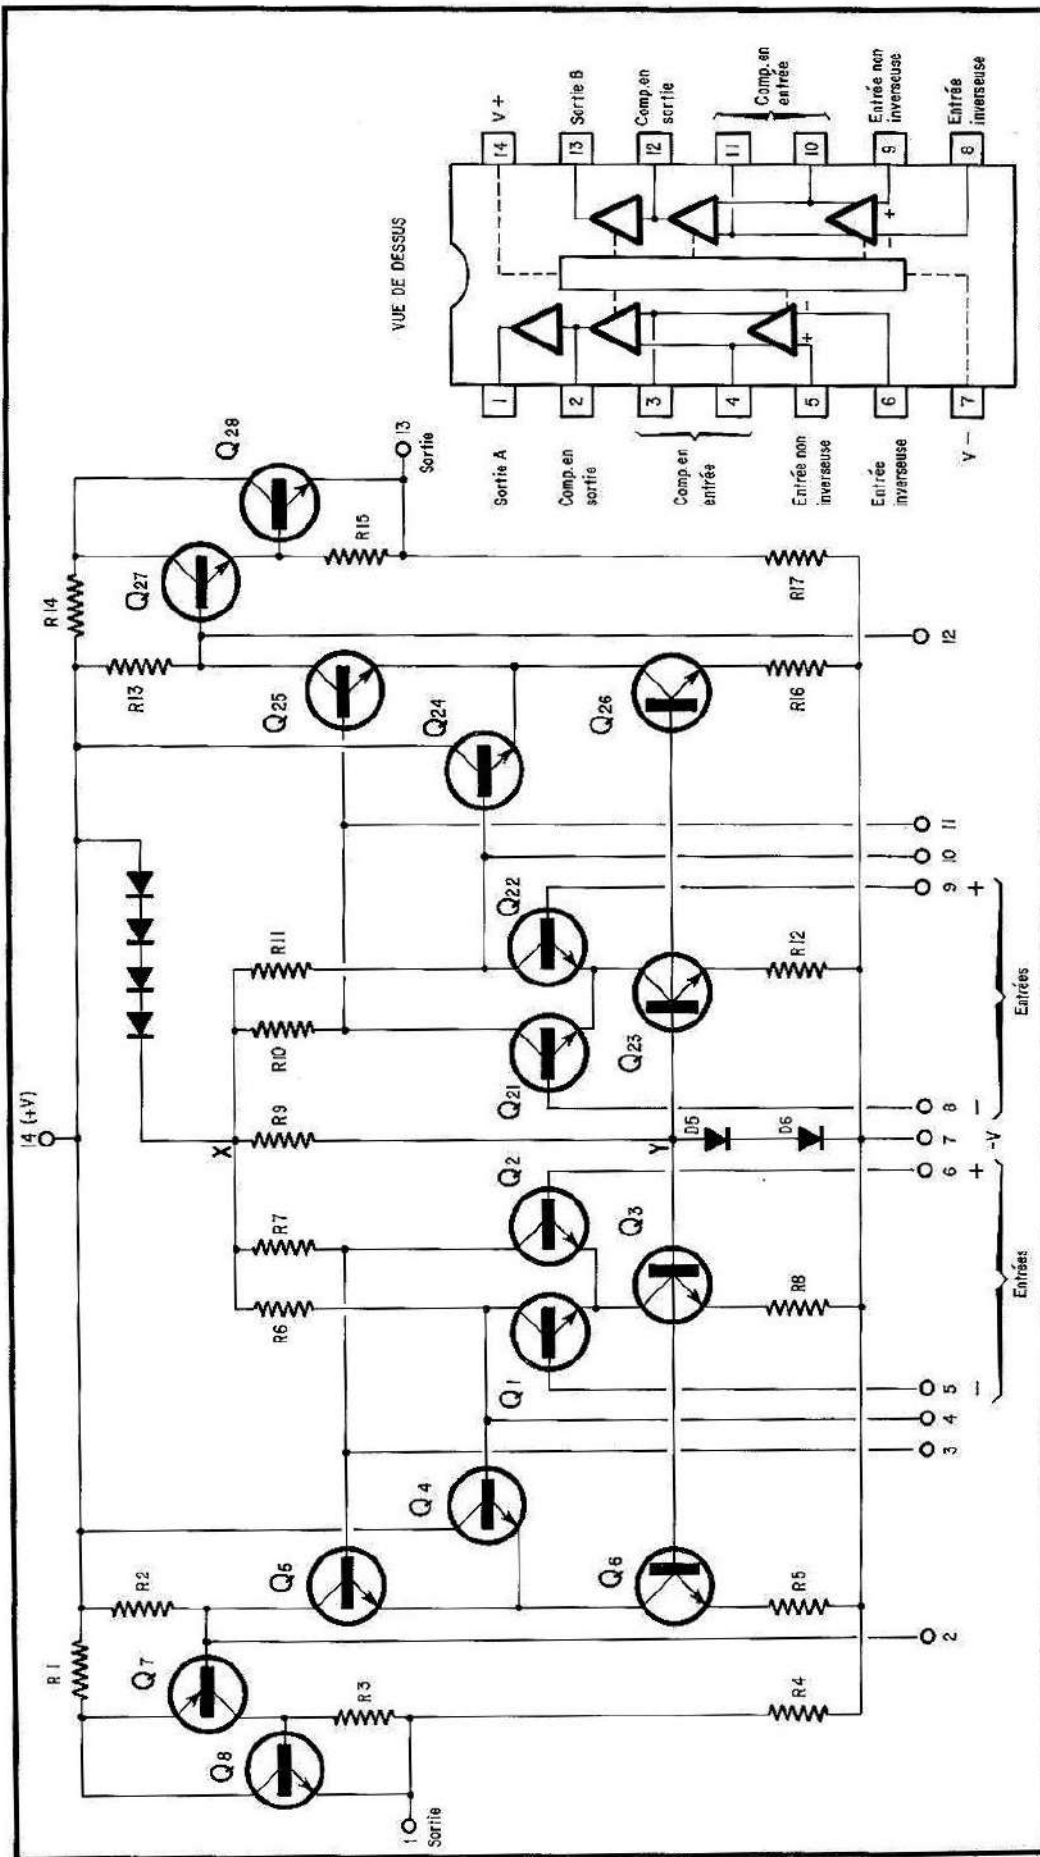 14 (+V)
R1
R2
Q7
Q8
R3
1
Sortie
R4
Q5
Q4
Q6
R5
2
3
4
5
−
6
+
Entrées
R6
R7
Q1
Q2
Q3
R8
X
R9
Y
D5
D6
7
-V
8
−
9
+
Entrées
R10
R11
Q21
Q22
Q23
R12
10
11
12
R13
R14
Q25
Q24
Q26
R16
Q27
Q28
R15
R17
13
Sortie
VUE DE DESSUS
Sortie A
1
Comp. en
sortie
2
Comp. en
entrée
3
4
Entrée non
inverseuse
5
Entrée
inverseuse
6
V −
7
+
−
14
V +
13
Sortie B
12
Comp. en
sortie
11
10
Comp. en
entrée
9
Entrée non
inverseuse
8
Entrée
inverseuse
+
−